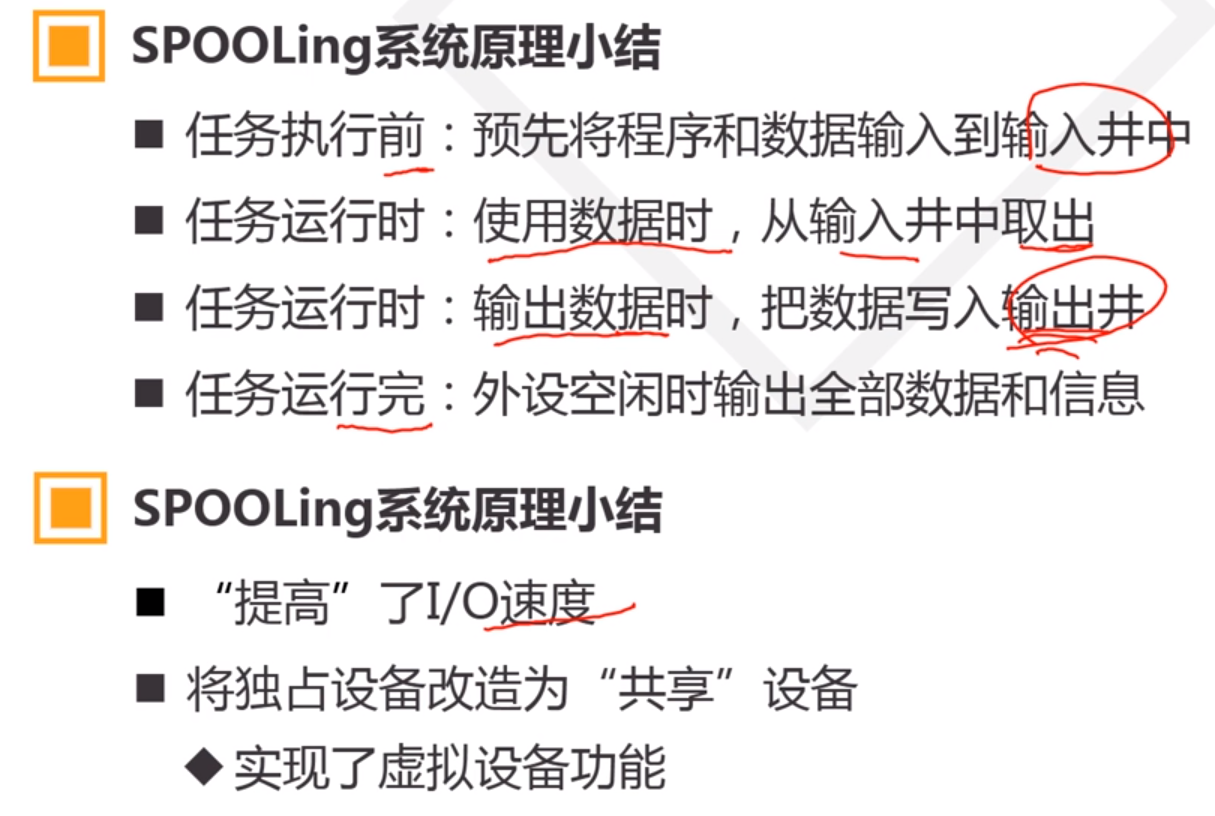 SPOOLing系统原理小结
任务执行前：预先将程序和数据输入到输入井中
任务运行时：使用数据时，从输入井中取出
任务运行时：输出数据时，把数据写入输出井
任务运行完：外设空闲时输出全部数据和信息
SPOOLing系统原理小结
“提高”了I/O速度
将独占设备改造为“共享”设备
实现了虚拟设备功能